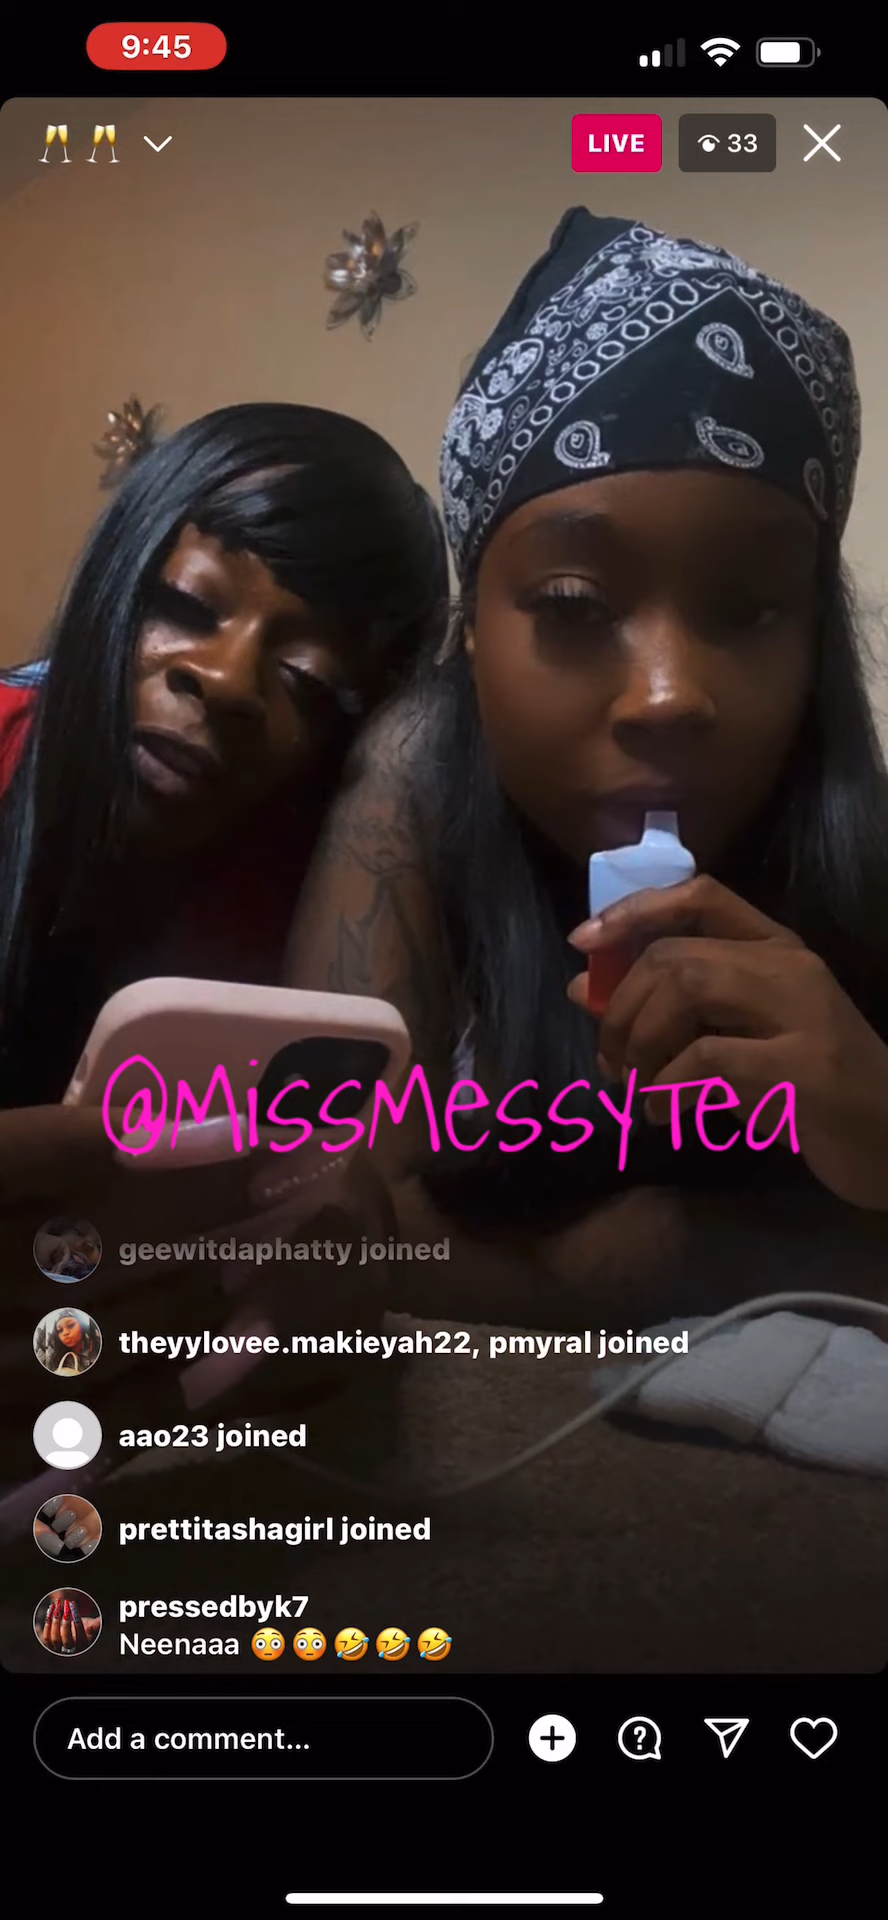 9:45
🥂 🥂
LIVE
33
@MissMessyTea
geewitdaphatty joined
theyylovee.makieyah22, pmyral joined
aao23 joined
prettitashagirl joined
pressedbyk7
Neenaaa 😳😳🤣🤣🤣
Add a comment...